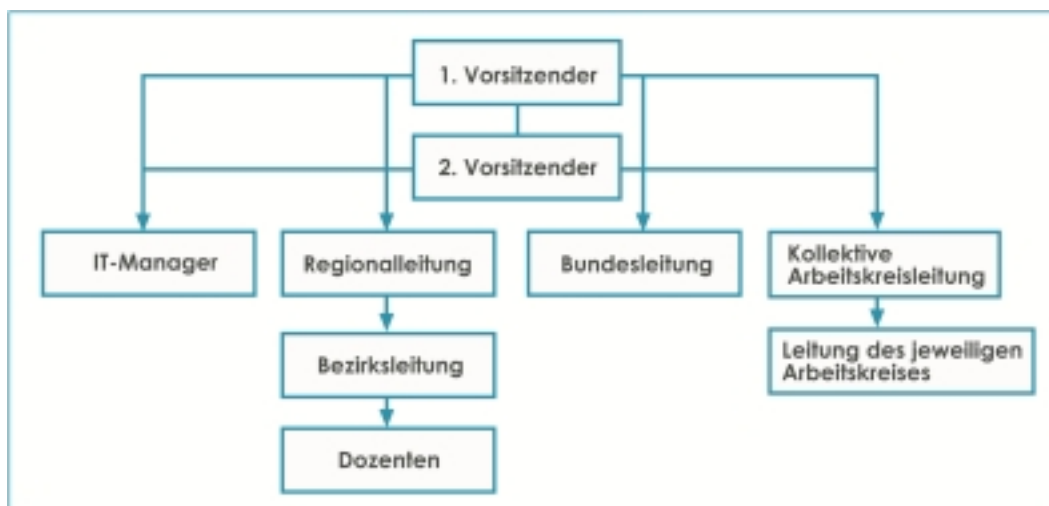 1. Vorsitzender
2. Vorsitzender
IT-Manager
Regionalleitung
Bundesleitung
Kollektive
Arbeitskreisleitung
Bezirksleitung
Leitung des jeweiligen
Arbeitskreises
Dozenten